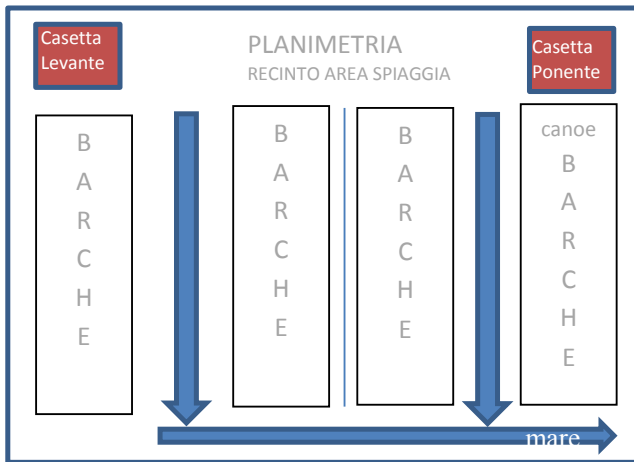 Casetta
Levante
PLANIMETRIA
RECINTO AREA SPIAGGIA
Casetta
Ponente
B
A
R
C
H
E
B
A
R
C
H
E
B
A
R
C
H
E
canoe
B
A
R
C
H
E
mare